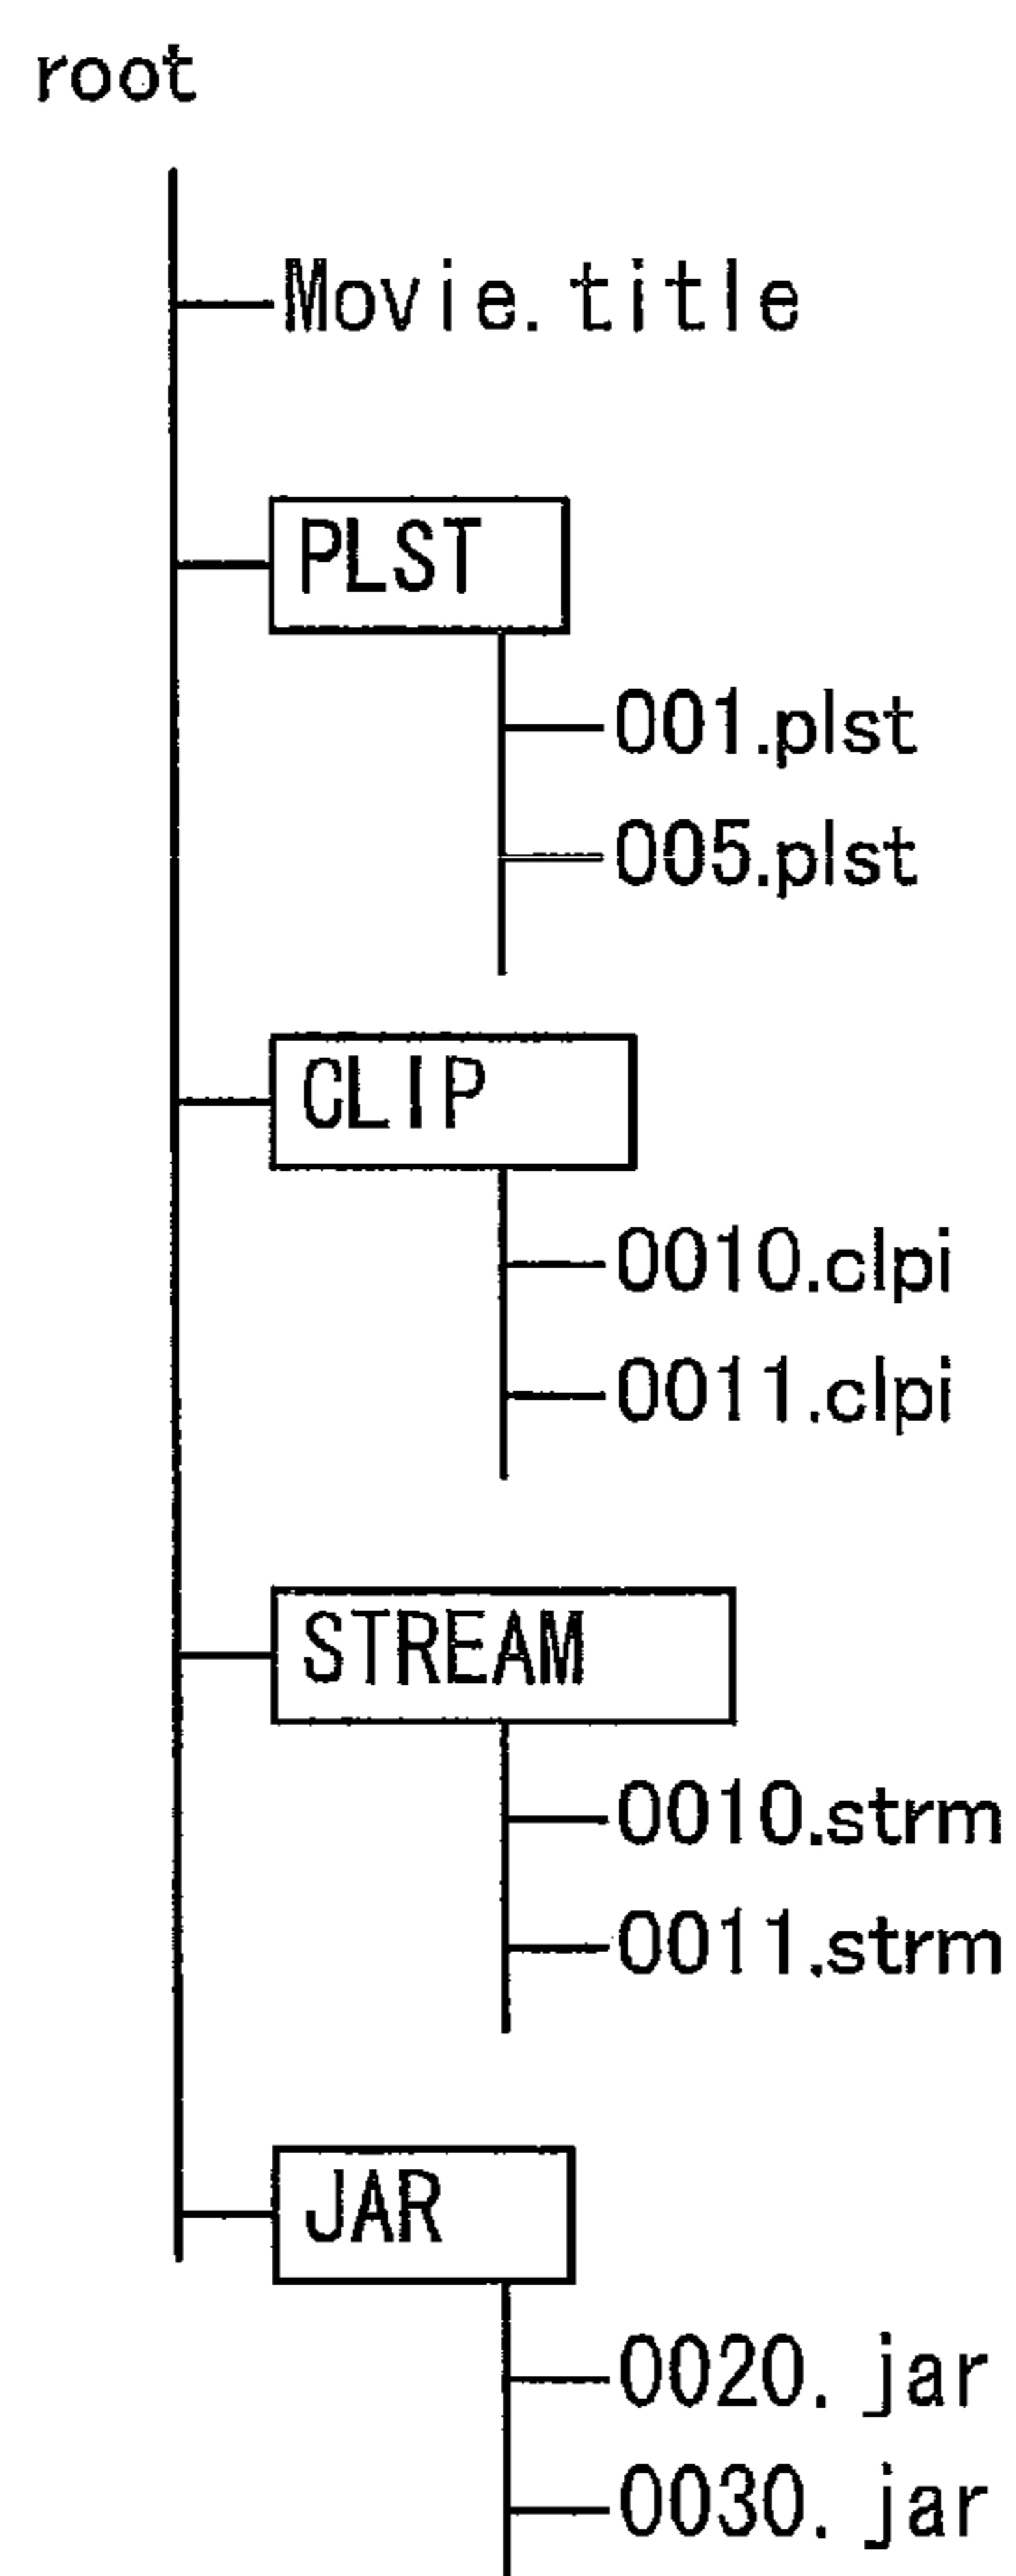 root
Movie.title
PLST
001.plst
005.plst
CLIP
0010.clpi
0011.clpi
STREAM
0010.strm
0011.strm
JAR
0020.jar
0030.jar